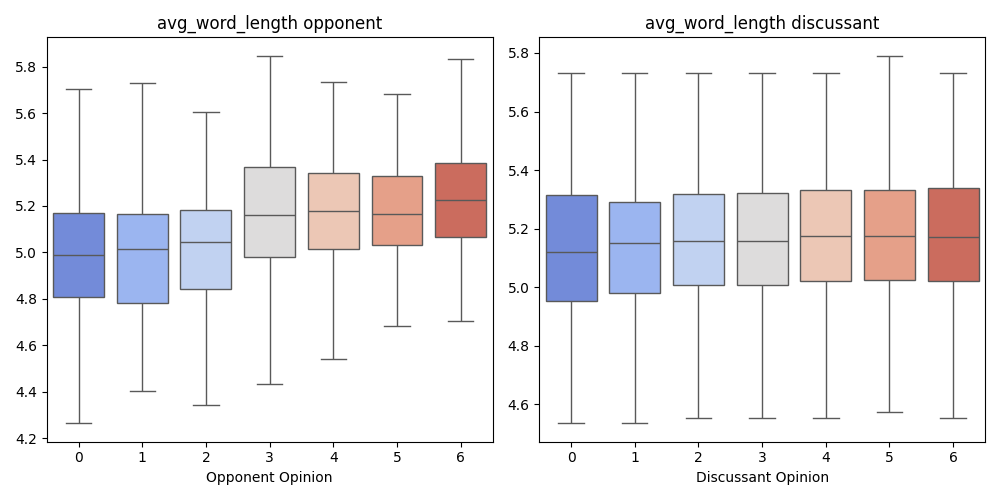 avg_word_length opponent
5.8
5.6
5.4
5.2
5.0
4.8
4.6
4.4
4.2
0 1 2 3 4 5 6
Opponent Opinion
avg_word_length discussant
5.8
5.6
5.4
5.2
5.0
4.8
4.6
0 1 2 3 4 5 6
Discussant Opinion